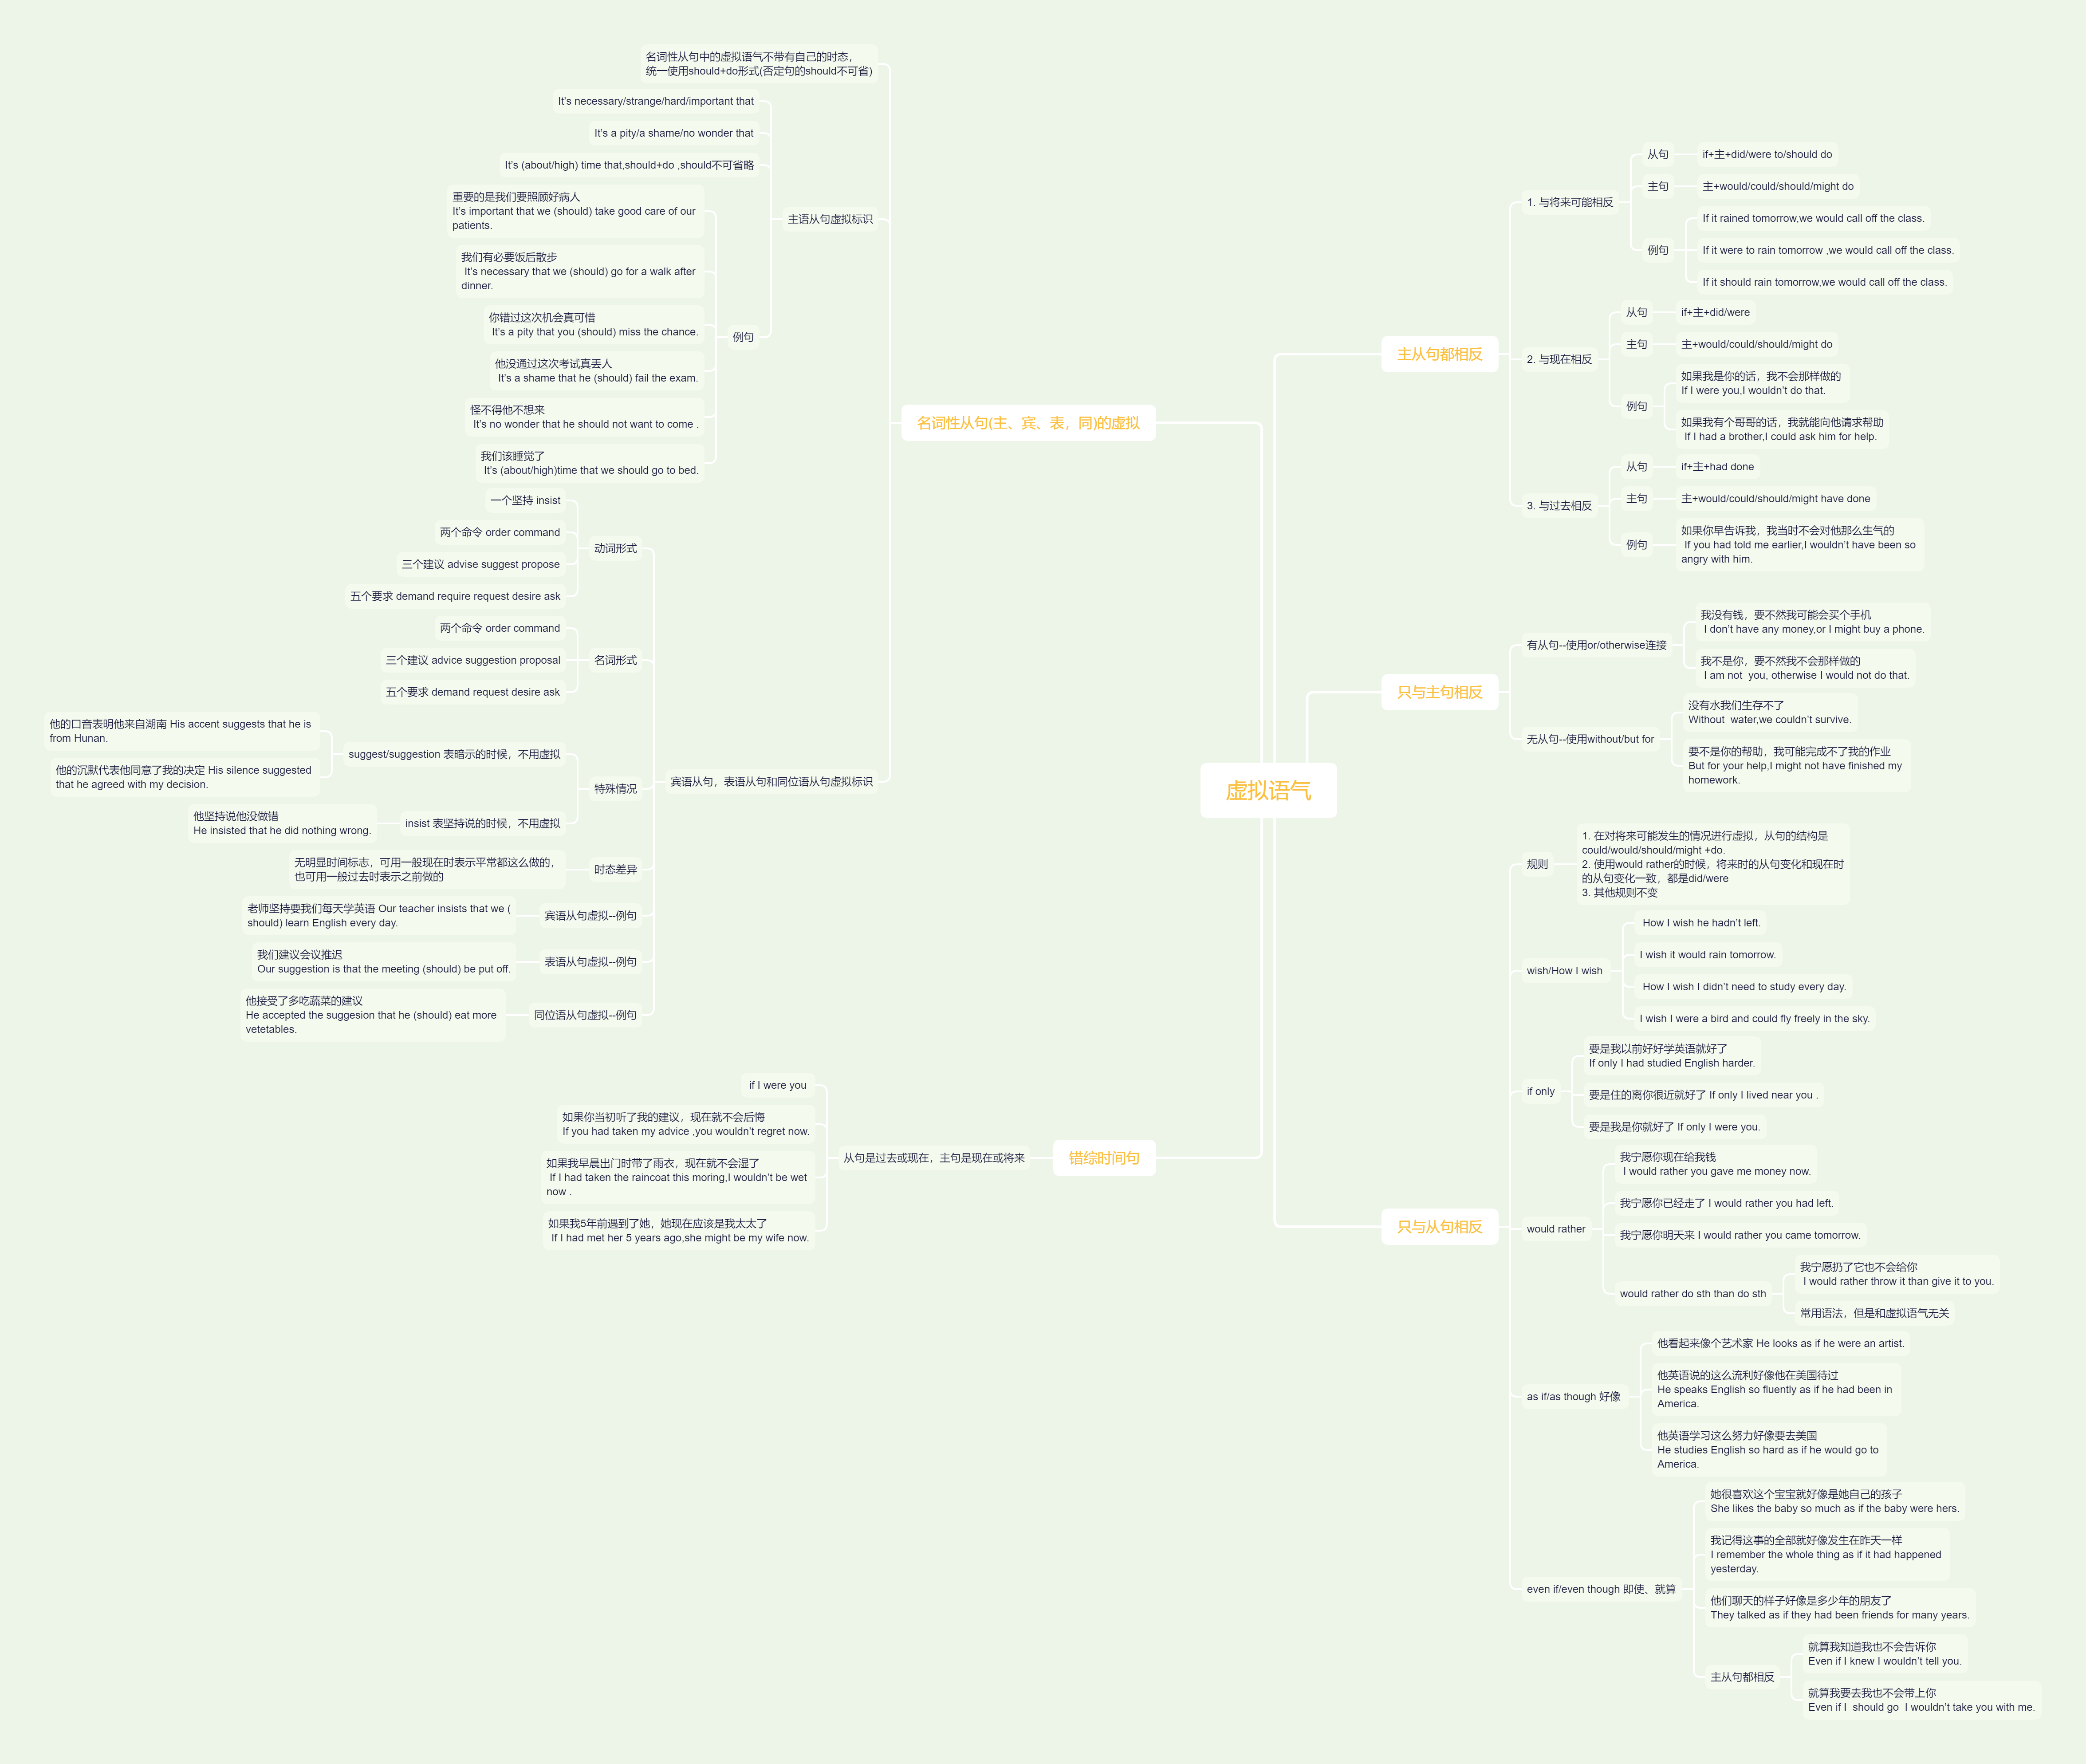 虚拟语气
主从句都相反
1. 与将来可能相反
从句
if+主+did/were to/should do
主句
主+would/could/should/might do
例句
If it rained tomorrow,we would call off the class.
If it were to rain tomorrow ,we would call off the class.
If it should rain tomorrow,we would call off the class.
2. 与现在相反
从句
if+主+did/were
主句
主+would/could/should/might do
例句
如果我是你的话，我不会那样做的
If I were you,I wouldn’t do that.
如果我有个哥哥的话，我就能向他请求帮助
If I had a brother,I could ask him for help.
3. 与过去相反
从句
if+主+had done
主句
主+would/could/should/might have done
例句
如果你早告诉我，我当时不会对他那么生气的
If you had told me earlier,I wouldn’t have been so
angry with him.
只与主句相反
有从句--使用or/otherwise连接
我没有钱，要不然我可能会买个手机
I don’t have any money,or I might buy a phone.
我不是你，要不然我不会那样做的
I am not  you, otherwise I would not do that.
无从句--使用without/but for
没有水我们生存不了
Without  water,we couldn’t survive.
要不是你的帮助，我可能完成不了我的作业
But for your help,I might not have finished my
homework.
只与从句相反
规则
1. 在对将来可能发生的情况进行虚拟，从句的结构是
could/would/should/might +do.
2. 使用would rather的时候，将来时的从句变化和现在时
的从句变化一致，都是did/were
3. 其他规则不变
wish/How I wish
How I wish he hadn’t left.
I wish it would rain tomorrow.
How I wish I didn’t need to study every day.
I wish I were a bird and could fly freely in the sky.
if only
要是我以前好好学英语就好了
If only I had studied English harder.
要是住的离你很近就好了 If only I lived near you .
要是我是你就好了 If only I were you.
would rather
我宁愿你现在给我钱
I would rather you gave me money now.
我宁愿你已经走了 I would rather you had left.
我宁愿你明天来 I would rather you came tomorrow.
would rather do sth than do sth
我宁愿扔了它也不会给你
I would rather throw it than give it to you.
常用语法，但是和虚拟语气无关
as if/as though 好像
他看起来像个艺术家 He looks as if he were an artist.
他英语说的这么流利好像他在美国待过
He speaks English so fluently as if he had been in
America.
他英语学习这么努力好像要去美国
He studies English so hard as if he would go to
America.
even if/even though 即使、就算
她很喜欢这个宝宝就好像是她自己的孩子
She likes the baby so much as if the baby were hers.
我记得这事的全部就好像发生在昨天一样
I remember the whole thing as if it had happened
yesterday.
他们聊天的样子好像是多少年的朋友了
They talked as if they had been friends for many years.
主从句都相反
就算我知道我也不会告诉你
Even if I knew I wouldn’t tell you.
就算我要去我也不会带上你
Even if I  should go  I wouldn’t take you with me.
名词性从句(主、宾、表，同)的虚拟
名词性从句中的虚拟语气不带有自己的时态，
统一使用should+do形式(否定句的should不可省)
主语从句虚拟标识
It’s necessary/strange/hard/important that
It’s a pity/a shame/no wonder that
It’s (about/high) time that,should+do ,should不可省略
例句
重要的是我们要照顾好病人
It’s important that we (should) take good care of our
patients.
我们有必要饭后散步
It’s necessary that we (should) go for a walk after
dinner.
你错过这次机会真可惜
It’s a pity that you (should) miss the chance.
他没通过这次考试真丢人
It’s a shame that he (should) fail the exam.
怪不得他不想来
It’s no wonder that he should not want to come .
我们该睡觉了
It’s (about/high)time that we should go to bed.
宾语从句，表语从句和同位语从句虚拟标识
动词形式
一个坚持 insist
两个命令 order command
三个建议 advise suggest propose
五个要求 demand require request desire ask
名词形式
两个命令 order command
三个建议 advice suggestion proposal
五个要求 demand request desire ask
特殊情况
suggest/suggestion 表暗示的时候，不用虚拟
他的口音表明他来自湖南 His accent suggests that he is
from Hunan.
他的沉默代表他同意了我的决定 His silence suggested
that he agreed with my decision.
insist 表坚持说的时候，不用虚拟
他坚持说他没做错
He insisted that he did nothing wrong.
时态差异
无明显时间标志，可用一般现在时表示平常都这么做的，
也可用一般过去时表示之前做的
宾语从句虚拟--例句
老师坚持要我们每天学英语 Our teacher insists that we (
should) learn English every day.
表语从句虚拟--例句
我们建议会议推迟
Our suggestion is that the meeting (should) be put off.
同位语从句虚拟--例句
他接受了多吃蔬菜的建议
He accepted the suggesion that he (should) eat more
vetetables.
错综时间句
从句是过去或现在，主句是现在或将来
if I were you
如果你当初听了我的建议，现在就不会后悔
If you had taken my advice ,you wouldn’t regret now.
如果我早晨出门时带了雨衣，现在就不会湿了
If I had taken the raincoat this moring,I wouldn’t be wet
now .
如果我5年前遇到了她，她现在应该是我太太了
If I had met her 5 years ago,she might be my wife now.